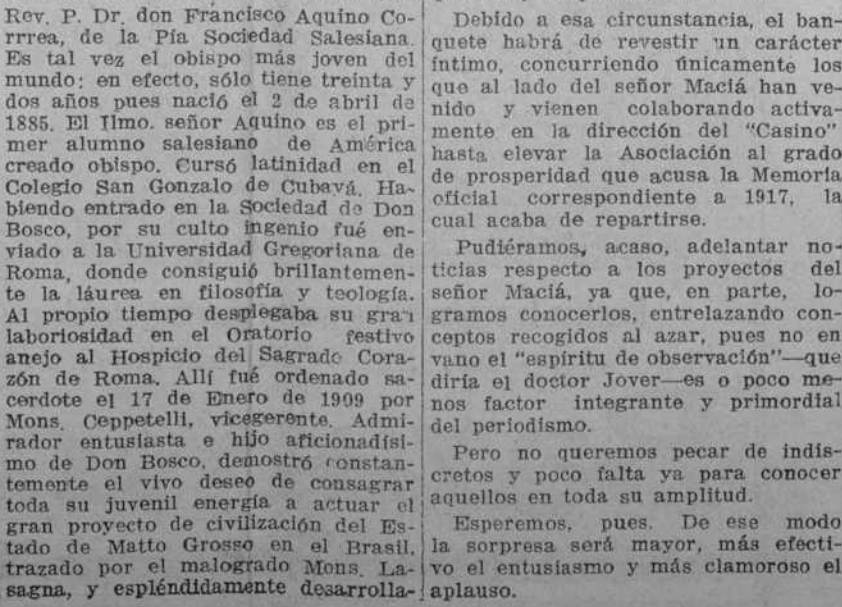 Rev. P. Dr. don Francisco Aquino Co-
rrrea, de la Pía Sociedad Salesiana.
Es tal vez el obispo más joven del
mundo; en efecto, sólo tiene treinta y
dos años pues nació el 2 de abril de
1885. El Ilmo. señor Aquino es el pri-
mer alumno salesiano de América
creado obispo. Cursó latinidad en el
Colegio San Gonzalo de Cubavá. Ha-
biendo entrado en la Sociedad de Don
Bosco, por su culto ingenio fué en-
viado a la Universidad Gregoriana de
Roma, donde consiguió brillantemen-
te la láurea en filosofía y teología.
Al propio tiempo desplegaba su gran
laboriosidad en el Oratorio festivo
anejo al Hospicio del Sagrado Cora-
zón de Roma. Allí fué ordenado sa-
cerdote el 17 de Enero de 1909 por
Mons. Ceppetelli, vicegerente. Admi-
rador entusiasta e hijo aficionadísi-
mo de Don Bosco, demostró constan-
temente el vivo deseo de consagrar
toda su juvenil energía a actuar el
gran proyecto de civilización del Es-
tado de Matto Grosso en el Brasil,
trazado por el malogrado Mons. La-
sagna, y espléndidamente desarrolla-
Debido a esa circunstancia, el ban-
quete habrá de revestir un carácter
íntimo, concurriendo únicamente los
que al lado del señor Maciá han ve-
nido y vienen colaborando activa-
mente en la dirección del "Casino"
hasta elevar la Asociación al grado
de prosperidad que acusa la Memoria
oficial correspondiente a 1917, la
cual acaba de repartirse.
Pudiéramos, acaso, adelantar no-
ticias respecto a los proyectos del
señor Maciá, ya que, en parte, lo-
gramos conocerlos, entrelazando con-
ceptos recogidos al azar, pues no en
vano el "espíritu de observación"—que
diría el doctor Jover—es o poco me-
nos factor integrante y primordial
del periodismo.
Pero no queremos pecar de indis-
cretos y poco falta ya para conocer
aquellos en toda su amplitud.
Esperemos, pues. De ese modo
la sorpresa será mayor, más efecti-
vo el entusiasmo y más clamoroso el
aplauso.